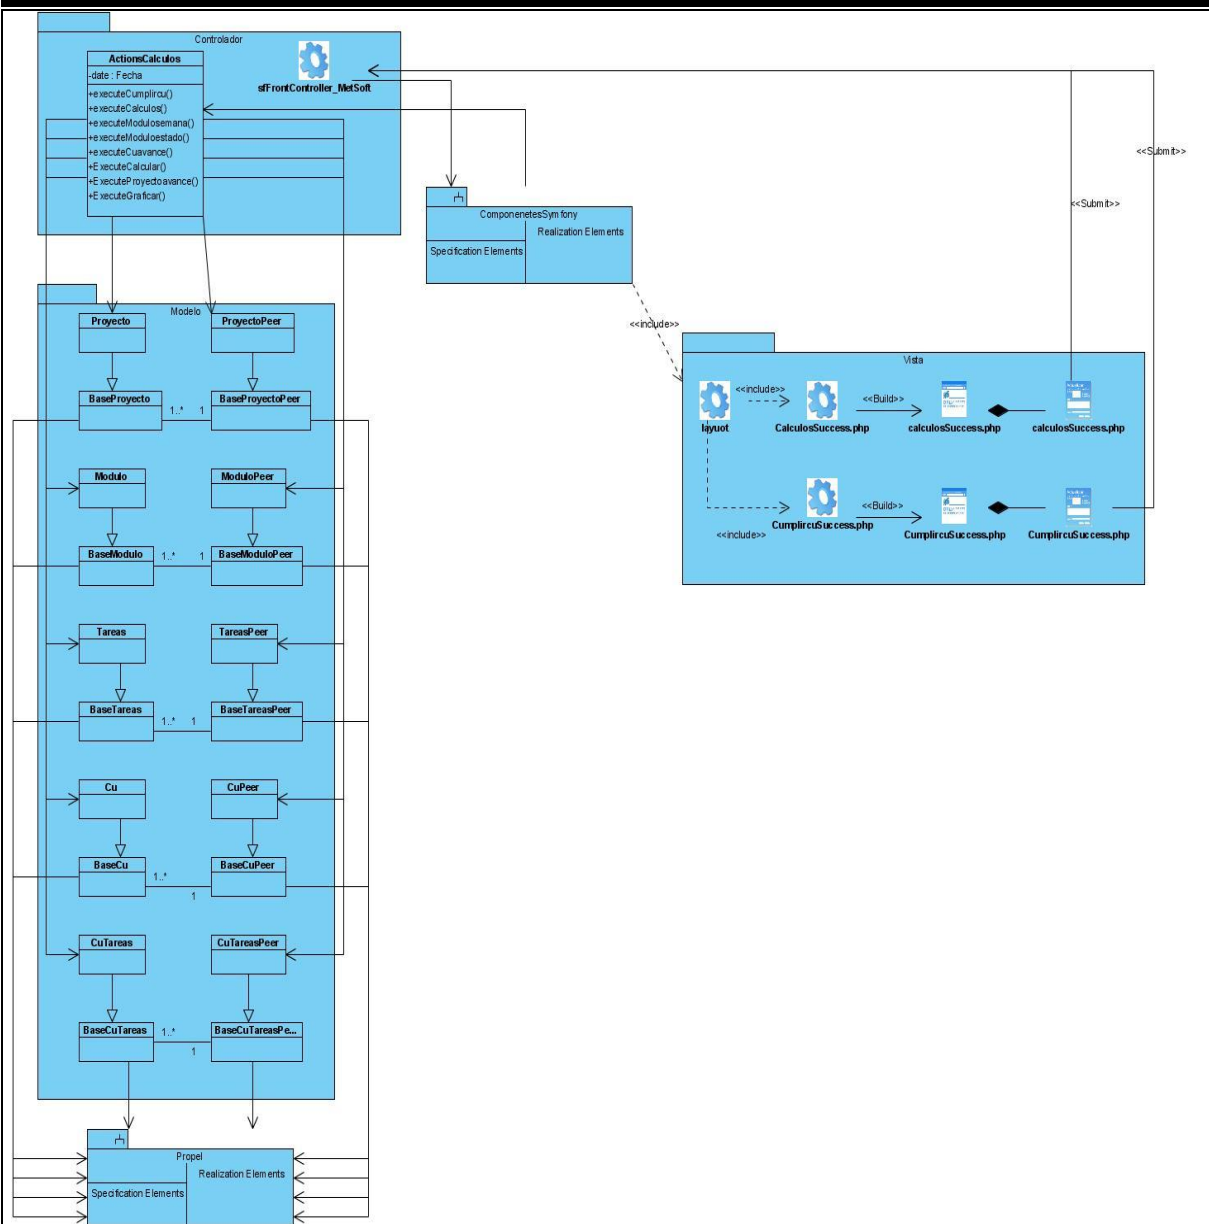 Controlador
ActionsCalculos
-date : Fecha
+executeCumplircu()
+executeCalculos()
+executeModulosemana()
+executeModuloestado()
+executeCuavance()
+ExecuteCalcular()
+ExecuteProyectoavance()
+ExecuteGraficar()
sfFrontController_MetSoft
<<Submit>>
<<Submit>>
ComponenetesSymfony
Realization Elements
Specification Elements
<<include>>
Modelo
Proyecto
ProyectoPeer
BaseProyecto
1..*
1
BaseProyectoPeer
Vista
layuot
<<include>>
CalculosSuccess.php
<<Build>>
calculosSuccess.php
calculosSuccess.php
<<include>>
CumplircuSuccess.php
<<Build>>
CumplircuSuccess.php
CumplircuSuccess.php
Modulo
ModuloPeer
BaseModulo
1..*
1
BaseModuloPeer
Tareas
TareasPeer
BaseTareas
1..*
1
BaseTareasPeer
Cu
CuPeer
BaseCu
1..*
1
BaseCuPeer
CuTareas
CuTareasPeer
BaseCuTareas
1..*
1
BaseCuTareasPe...
Propel
Realization Elements
Specification Elements